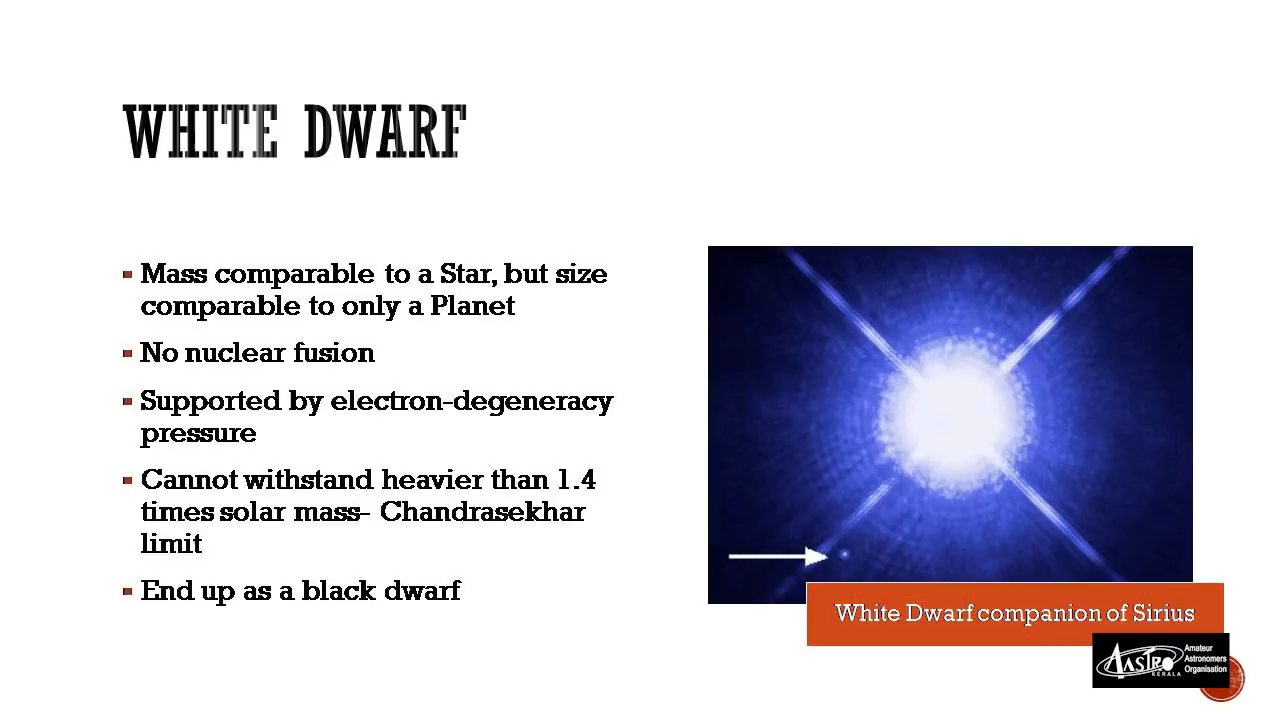 WHITE DWARF
Mass comparable to a Star, but size
comparable to only a Planet
No nuclear fusion
Supported by electron-degeneracy
pressure
Cannot withstand heavier than 1.4
times solar mass- Chandrasekhar
limit
End up as a black dwarf
White Dwarf companion of Sirius
AASTRO
KERALA
Amateur
Astronomers
Organisation